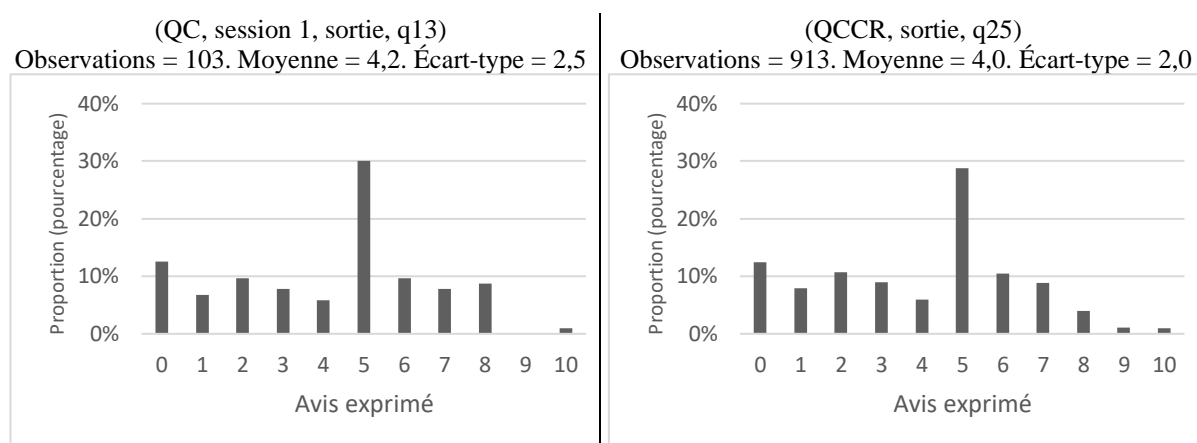 (QC, session 1, sortie, q13)
Observations = 103. Moyenne = 4,2. Écart-type = 2,5
40%
30%
20%
10%
0%
Proportion (pourcentage)
0 1 2 3 4 5 6 7 8 9 10
Avis exprimé
(QCCR, sortie, q25)
Observations = 913. Moyenne = 4,0. Écart-type = 2,0
40%
30%
20%
10%
0%
Proportion (pourcentage)
0 1 2 3 4 5 6 7 8 9 10
Avis exprimé